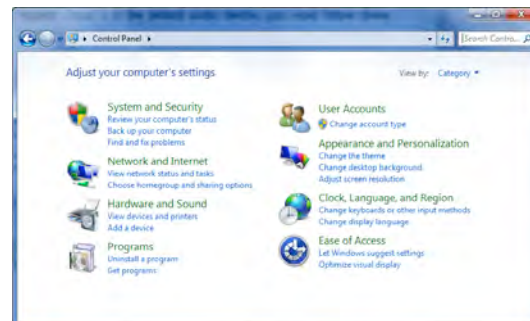 Control Panel
Search Contro...
Adjust your computer's settings
View by: Category
System and Security
Review your computer's status
Back up your computer
Find and fix problems
Network and Internet
View network status and tasks
Choose homegroup and sharing options
Hardware and Sound
View devices and printers
Add a device
Programs
Uninstall a program
Get programs
User Accounts
Change account type
Appearance and Personalization
Change the theme
Change desktop background
Adjust screen resolution
Clock, Language, and Region
Change keyboards or other input methods
Change display language
Ease of Access
Let Windows suggest settings
Optimize visual display